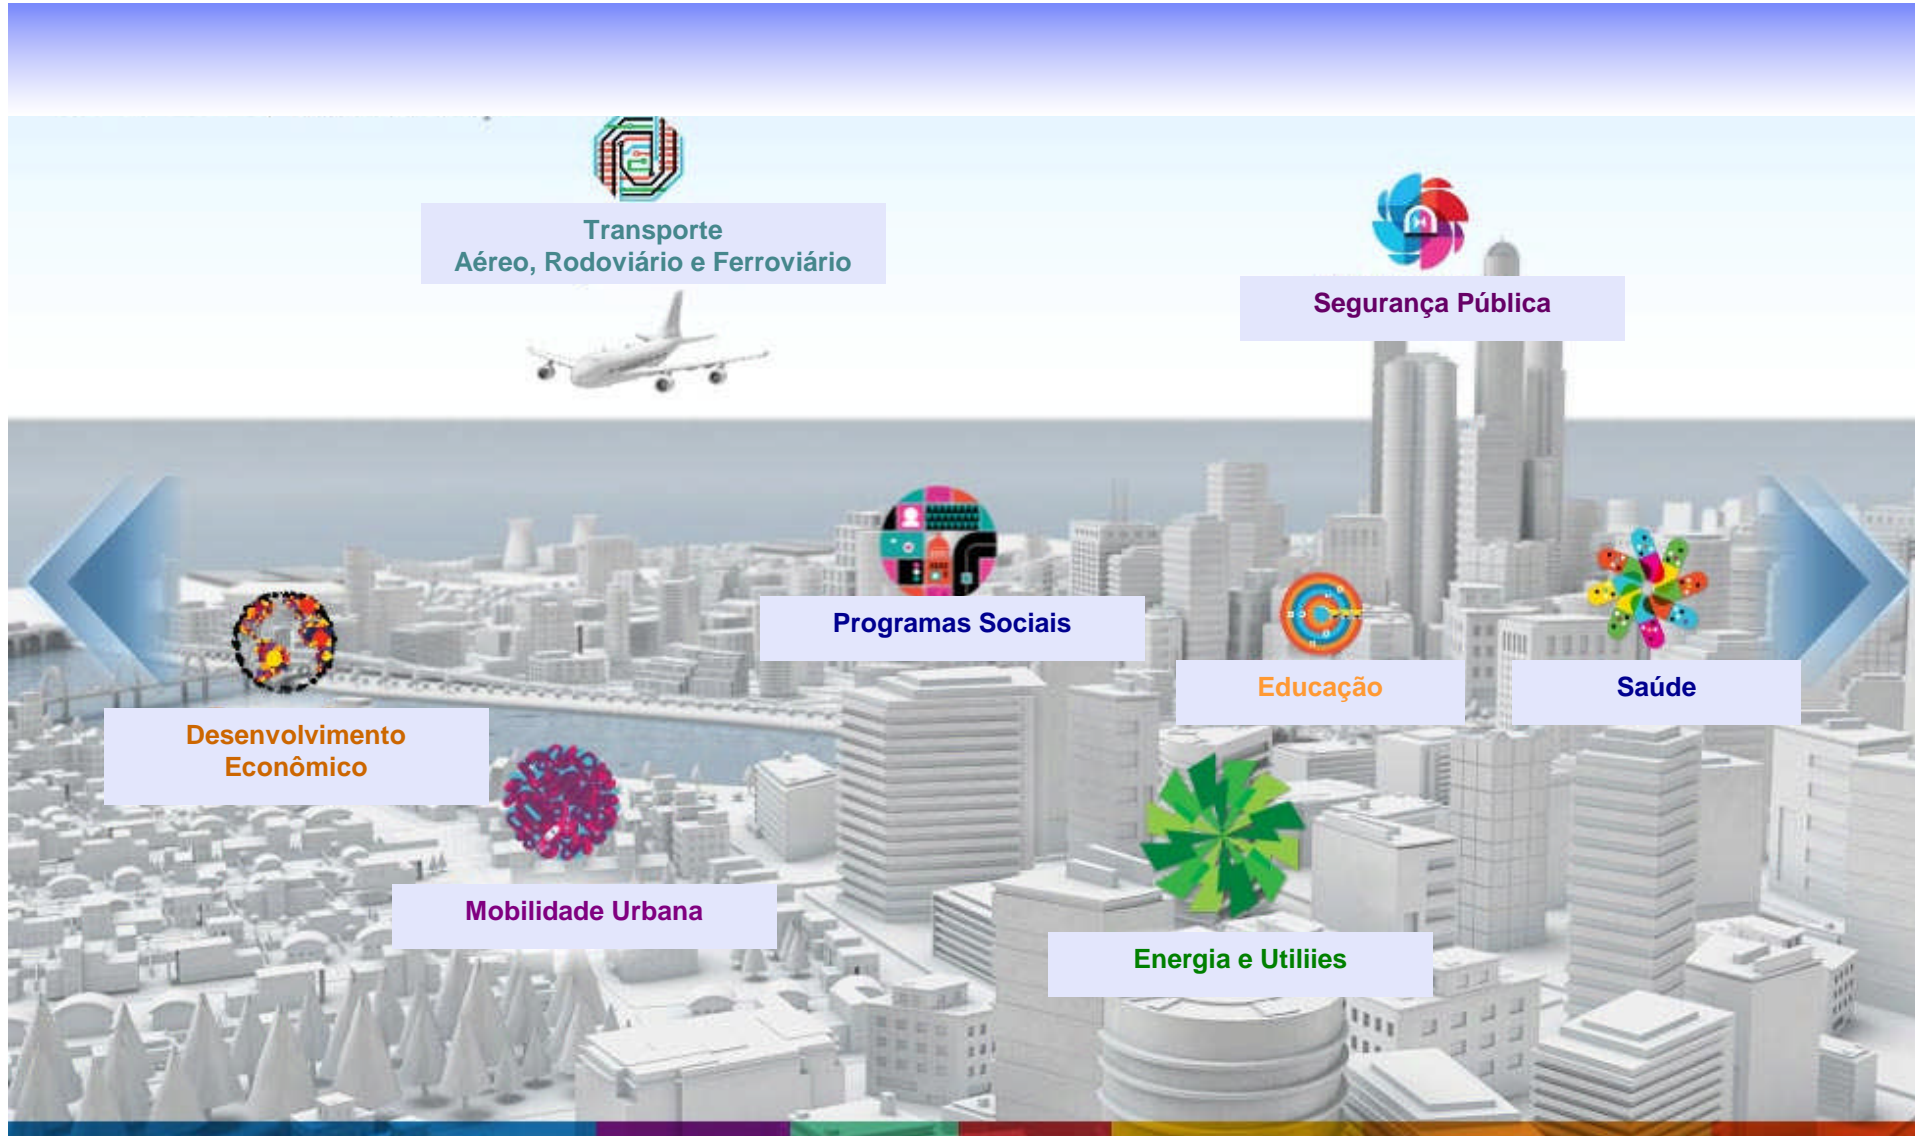 Transporte
Aéreo, Rodoviário e Ferroviário
Segurança Pública
Programas Sociais
Educação
Saúde
Desenvolvimento
Econômico
Mobilidade Urbana
Energia e Utiliies